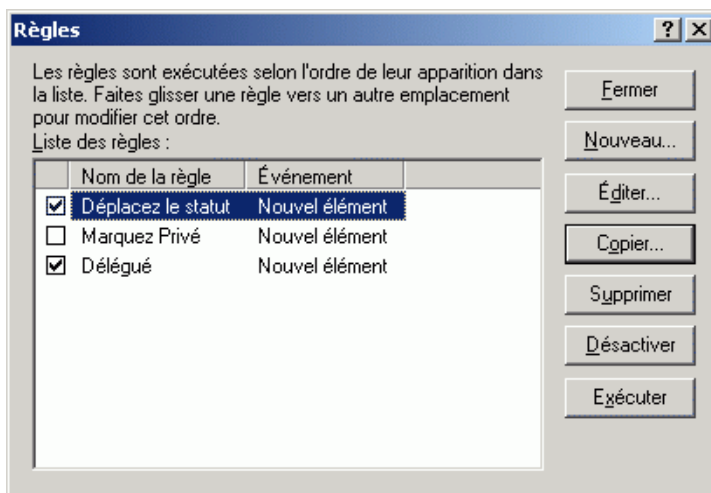 Règles
Les règles sont exécutées selon l'ordre de leur apparition dans
la liste. Faites glisser une règle vers un autre emplacement
pour modifier cet ordre.
Liste des règles :
Nom de la règle Événement
Déplacez le statut Nouvel élément
Marquez Privé Nouvel élément
Délégué Nouvel élément
Fermer
Nouveau...
Éditer...
Copier...
Supprimer
Désactiver
Exécuter